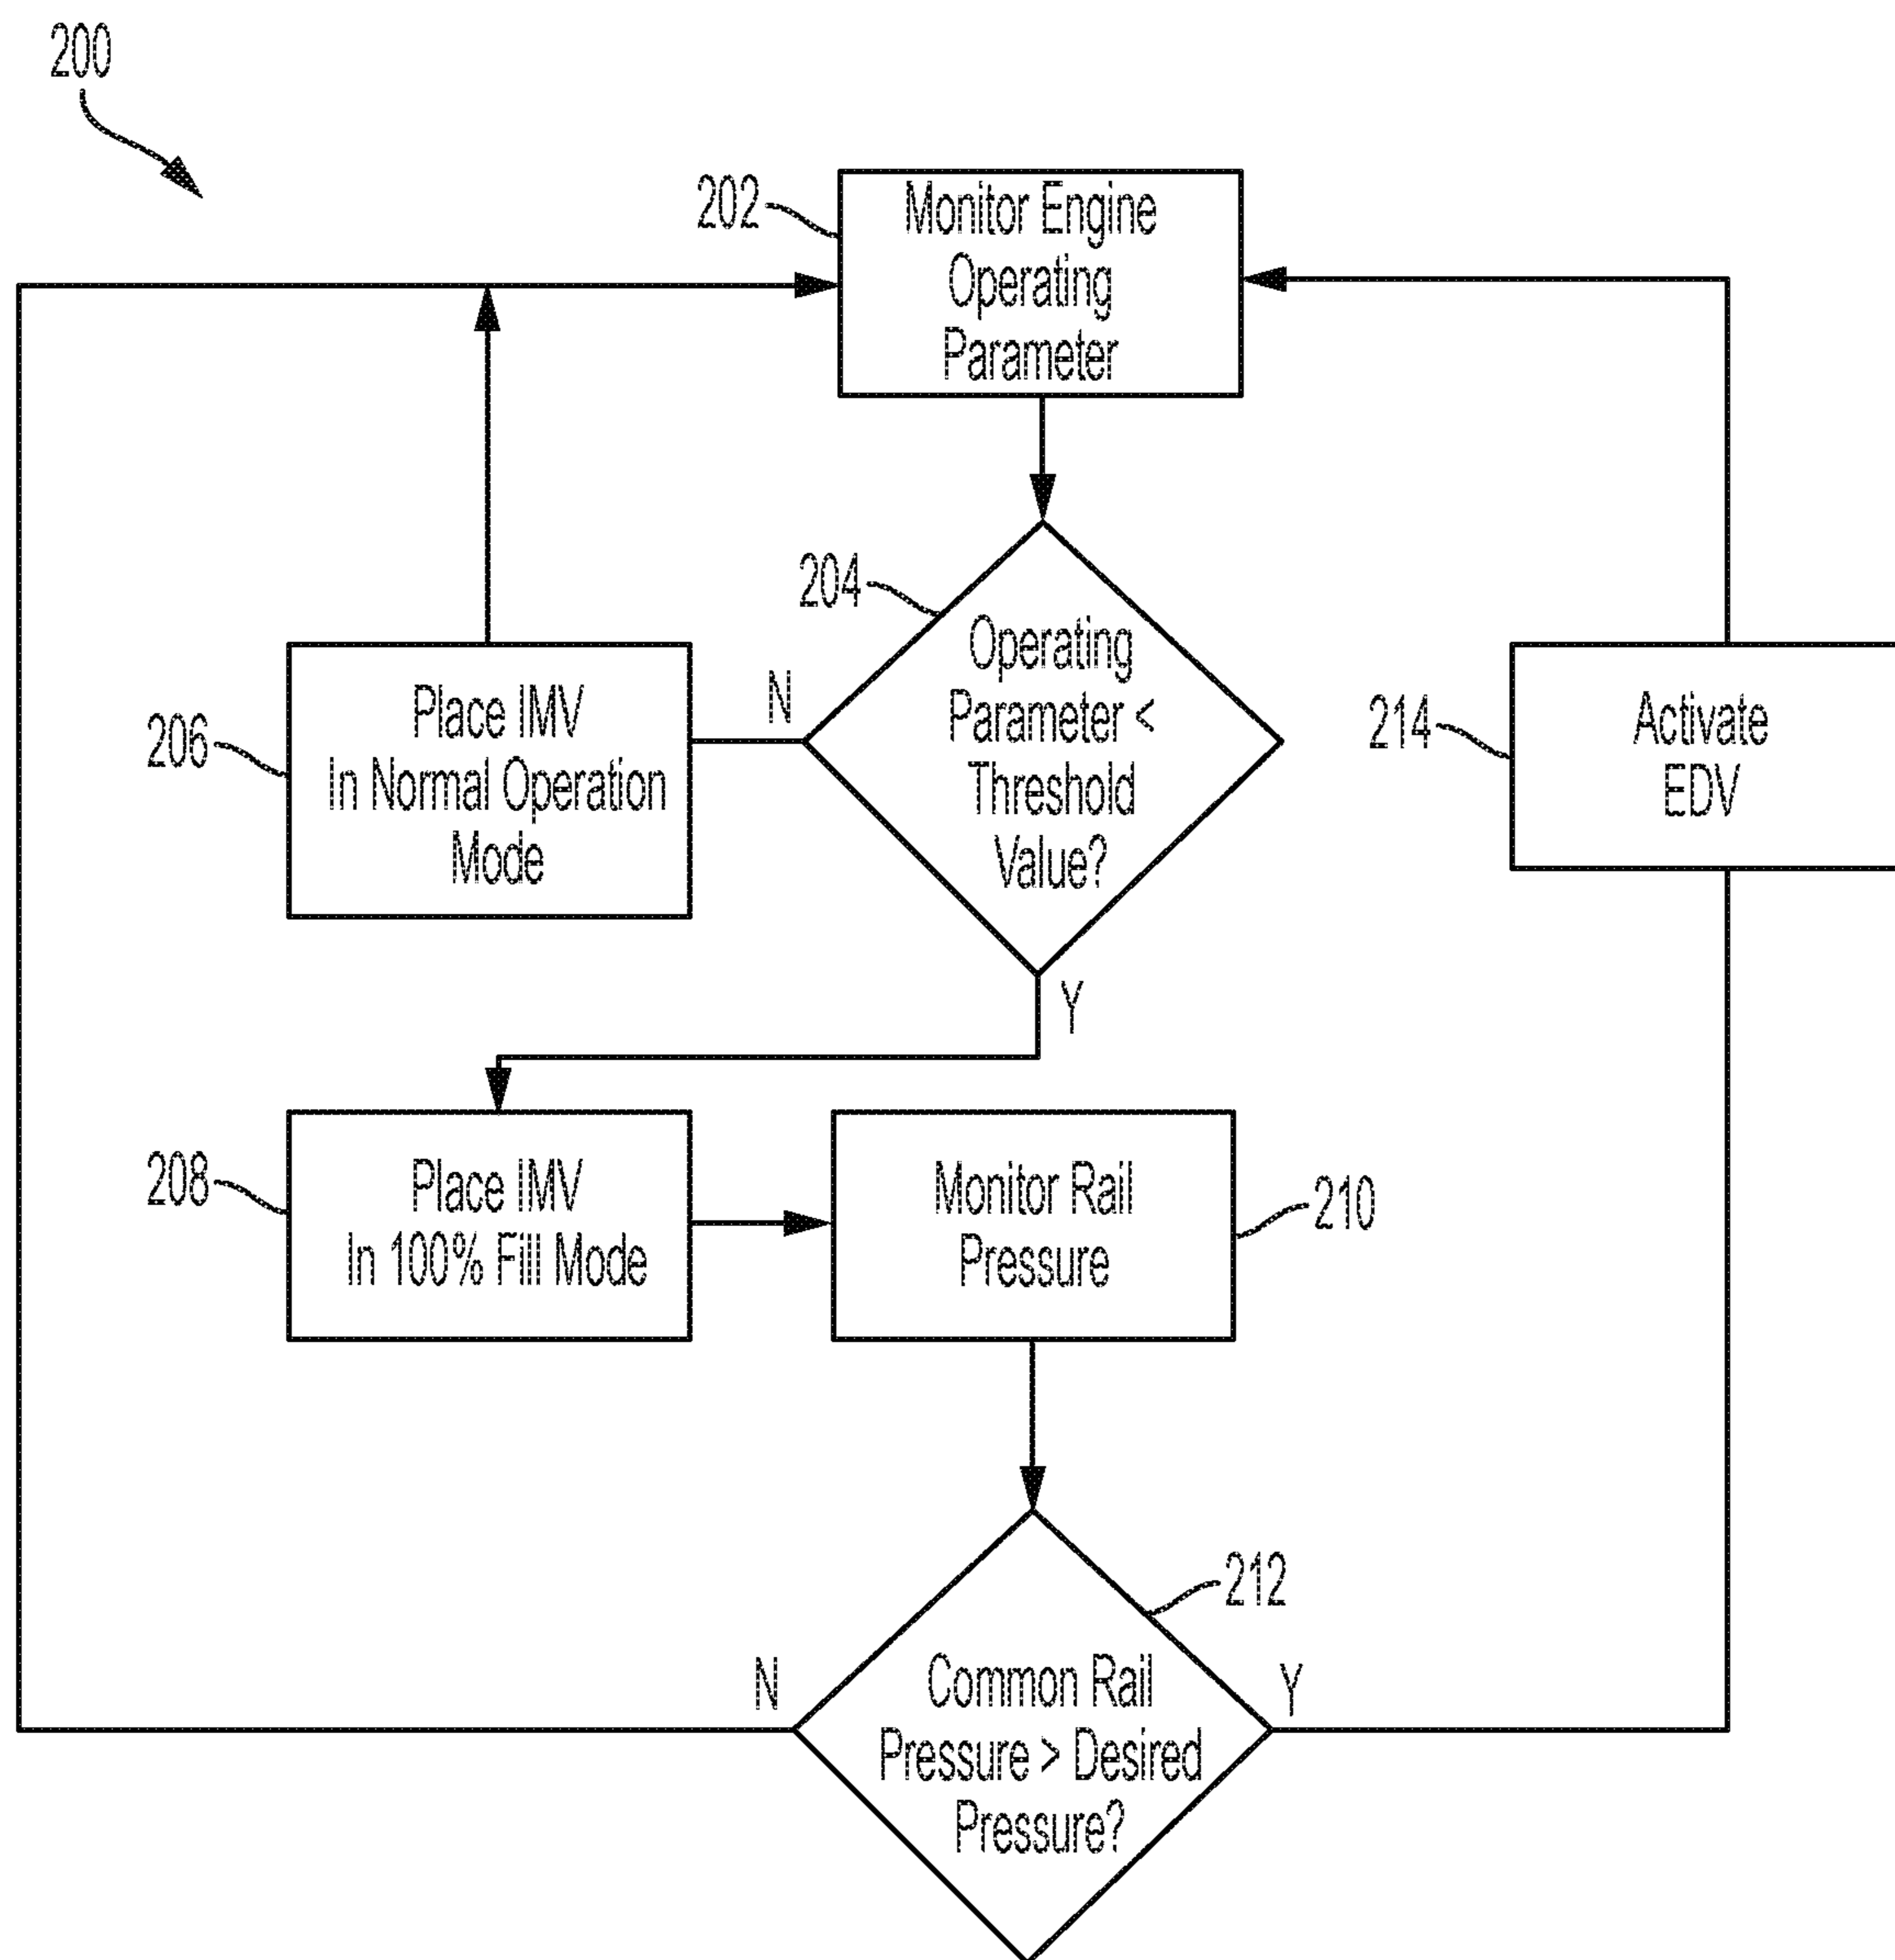 200
202
Monitor Engine
Operating
Parameter
204
Operating
Parameter <
Threshold
Value?
N
Y
206
Place IMV
In Normal Operation
Mode
214
Activate
EDV
208
Place IMV
In 100% Fill Mode
Monitor Rail
Pressure
210
212
Common Rail
Pressure > Desired
Pressure?
N
Y